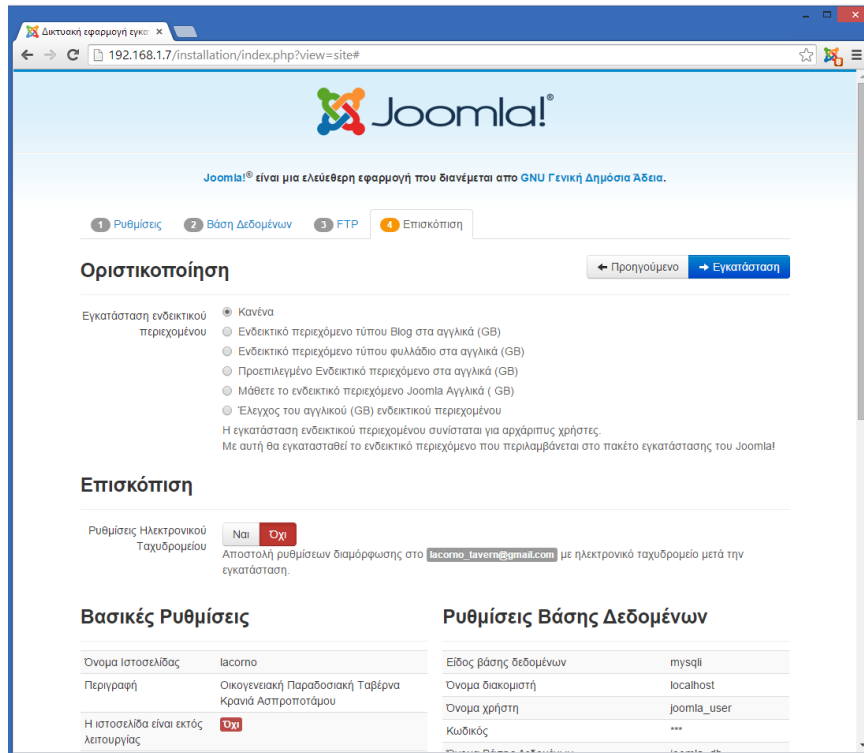 Δικτυακή εφαρμογή εγκα
192.168.1.7/installation/index.php?view=site#
Joomla!®
Joomla!® είναι μια ελεύθερη εφαρμογή που διανέμεται απο GNU Γενική Δημόσια Άδεια.
1 Ρυθμίσεις 2 Βάση Δεδομένων 3 FTP 4 Επισκόπιση
Οριστικοποίηση
Προηγούμενο Εγκατάσταση
Εγκατάσταση ενδεικτικού
περιεχομένου
Κανένα
Ενδεικτικό περιεχόμενο τύπου Blog στα αγγλικά (GB)
Ενδεικτικό περιεχόμενο τύπου φυλλάδιο στα αγγλικά (GB)
Προεπιλεγμένο Ενδεικτικό περιεχόμενο στα αγγλικά (GB)
Μάθετε το ενδεικτικό περιεχόμενο Joomla Αγγλικά ( GB)
Έλεγχος του αγγλικού (GB) ενδεικτικού περιεχομένου
Η εγκατάσταση ενδεικτικού περιεχομένου συνίσταται για αρχάριπυς χρήστες.
Με αυτή θα εγκατασταθεί το ενδεικτικό περιεχόμενο που περιλαμβάνεται στο πακέτο εγκατάστασης του Joomla!
Επισκόπιση
Ρυθμίσεις Ηλεκτρονικού
Ταχυδρομείου
Ναι Όχι
Αποστολή ρυθμίσεων διαμόρφωσης στο lacorno_tavern@gmail.com με ηλεκτρονικό ταχυδρομείο μετά την
εγκατάσταση.
Βασικές Ρυθμίσεις
Όνομα Ιστοσελίδας lacorno
Περιγραφή Οικογενειακή Παραδοσιακή Ταβέρνα
Κρανιά Ασπροποτάμου
Η ιστοσελίδα είναι εκτός Όχι
λειτουργίας
Ρυθμίσεις Βάσης Δεδομένων
Είδος βάσης δεδομένων mysqli
Όνομα διακομιστή localhost
Όνομα χρήστη joomla_user
Κωδικός ***
Όνομα Βάσης Δεδομένων joomla_db